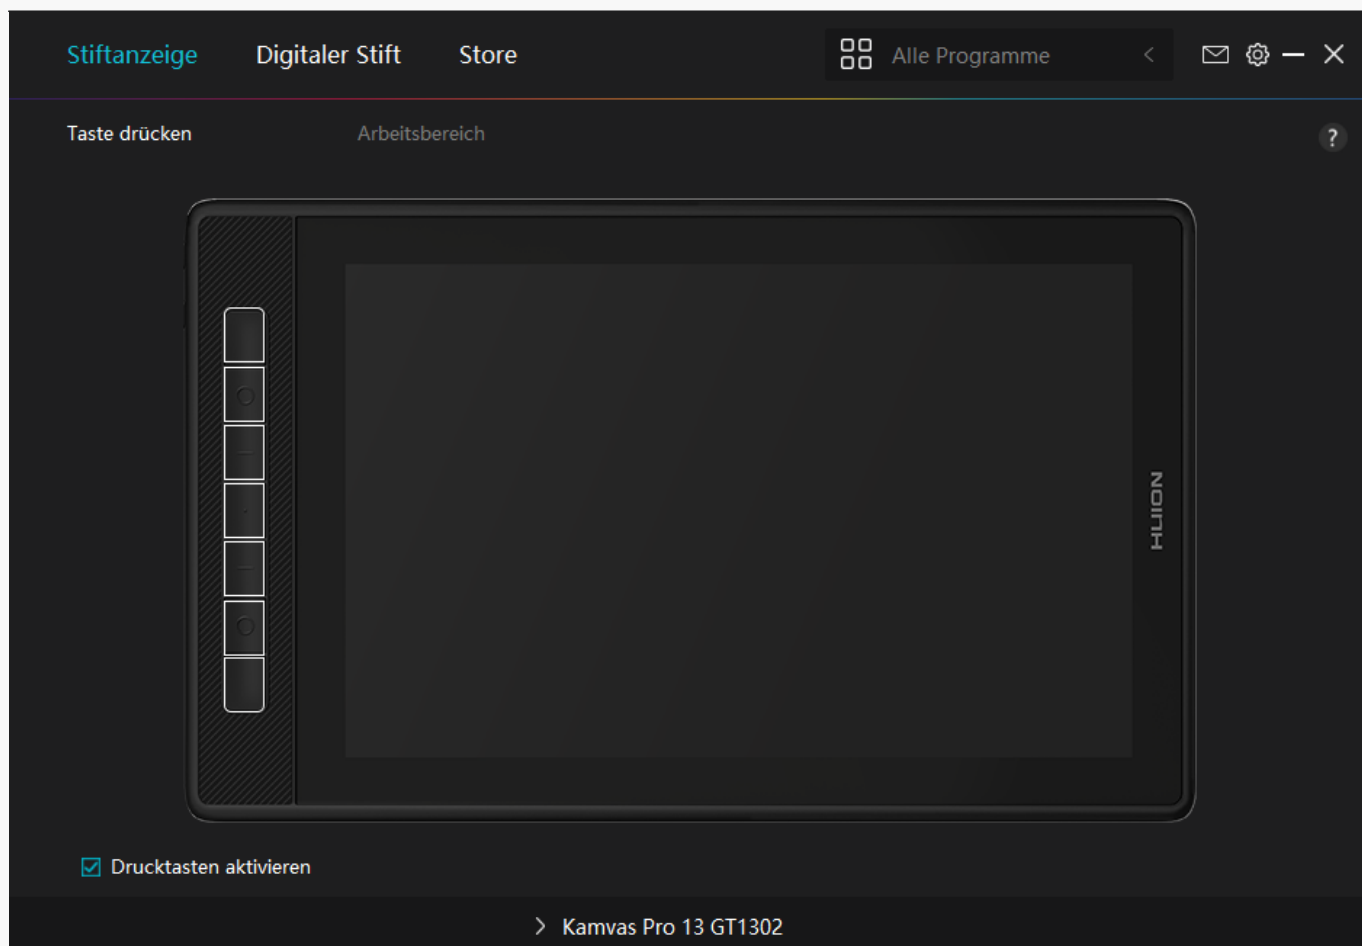 Stiftanzeige Digitaler Stift Store Alle Programme
Taste drücken Arbeitsbereich ?
HUION
Drucktasten aktivieren
Kamvas Pro 13 GT1302